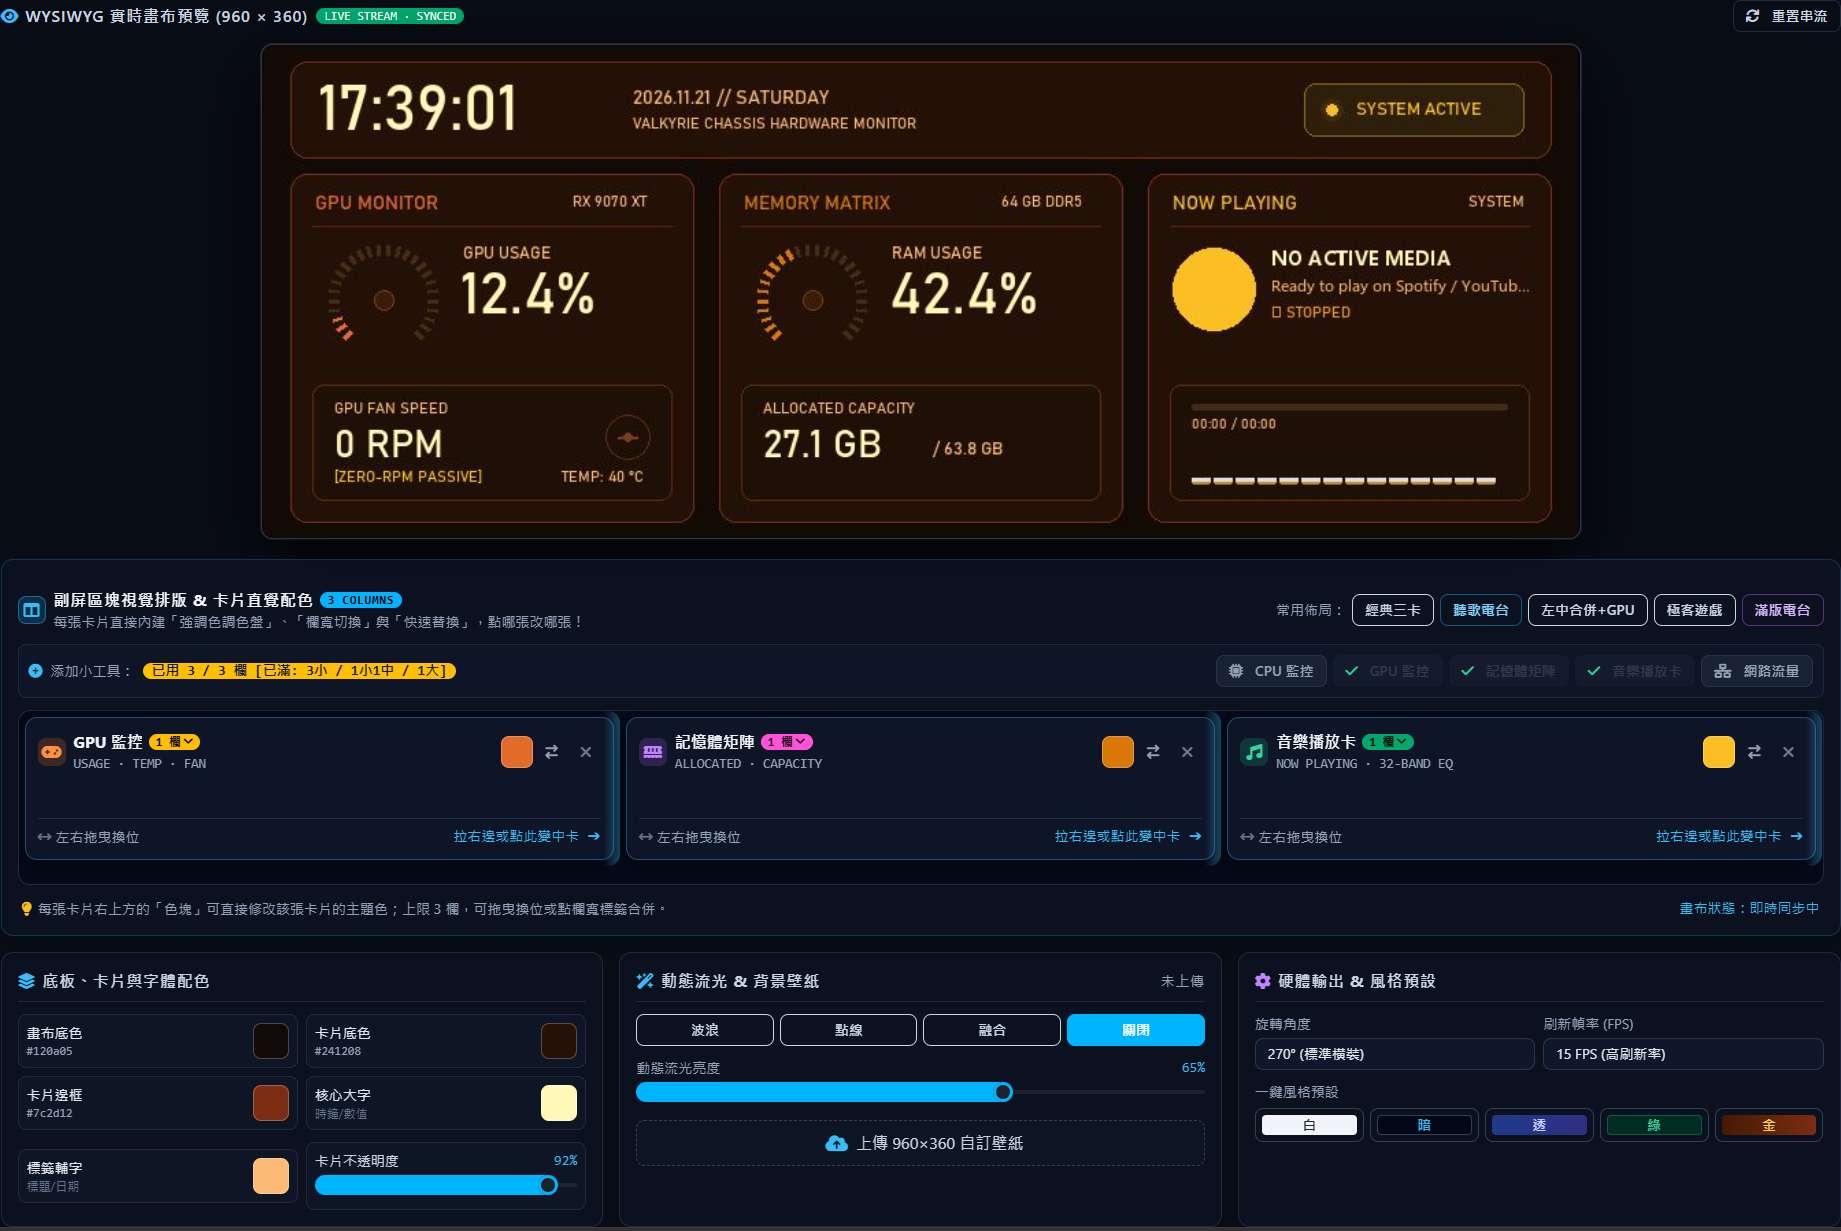 WYSIWYG 實時畫布預覽 (960 × 360) LIVE STREAM · SYNCED
重置串流
17:39:01
2026.11.21 // SATURDAY
VALKYRIE CHASSIS HARDWARE MONITOR
SYSTEM ACTIVE
GPU MONITOR RX 9070 XT
GPU USAGE
12.4%
GPU FAN SPEED
0 RPM
[ZERO-RPM PASSIVE] TEMP: 40 °C
MEMORY MATRIX 64 GB DDR5
RAM USAGE
42.4%
ALLOCATED CAPACITY
27.1 GB / 63.8 GB
NOW PLAYING SYSTEM
NO ACTIVE MEDIA
Ready to play on Spotify / YouTub...
STOPPED
00:00 / 00:00
副屏區塊視覺排版 & 卡片直覺配色 3 COLUMNS
每張卡片直接內建「強調色調色盤」、「欄寬切換」與「快速替換」，點哪張改哪張！
常用佈局： 經典三卡 聽歌電台 左中合併+GPU 極客遊戲 滿版電台
添加小工具： 已用 3 / 3 欄 [已滿: 3小 / 1小1中 / 1大]
CPU 監控 GPU 監控 記憶體矩陣 音樂播放卡 網路流量
GPU 監控 1 欄
USAGE · TEMP · FAN
左右拖曳換位 拉右邊或點此變中卡 →
記憶體矩陣 1 欄
ALLOCATED · CAPACITY
左右拖曳換位 拉右邊或點此變中卡 →
音樂播放卡 1 欄
NOW PLAYING · 32-BAND EQ
左右拖曳換位 拉右邊或點此變中卡 →
每張卡片右上方的「色塊」可直接修改該張卡片的主題色；上限 3 欄，可拖曳換位或點欄寬標籤合併。
畫布狀態：即時同步中
底板、卡片與字體配色
畫布底色
#120a05
卡片底色
#241208
卡片邊框
#7c2d12
核心大字
時鐘/數值
標籤輔字
標題/日期
卡片不透明度 92%
動態流光 & 背景壁紙 未上傳
波浪 點線 融合 關閉
動態流光亮度 65%
上傳 960×360 自訂壁紙
硬體輸出 & 風格預設
旋轉角度
270° (標準橫裝)
刷新幀率 (FPS)
15 FPS (高刷新率)
一鍵風格預設
白 暗 透 綠 金